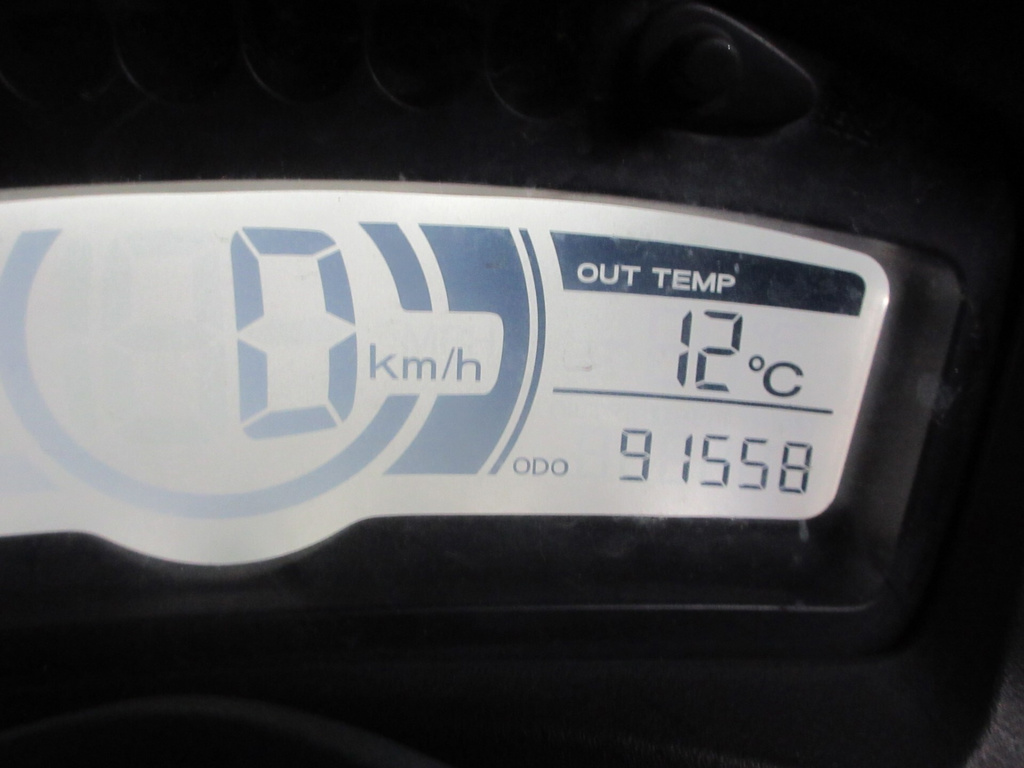 OUT TEMP
0 km/h
12 °C
ODO 91558